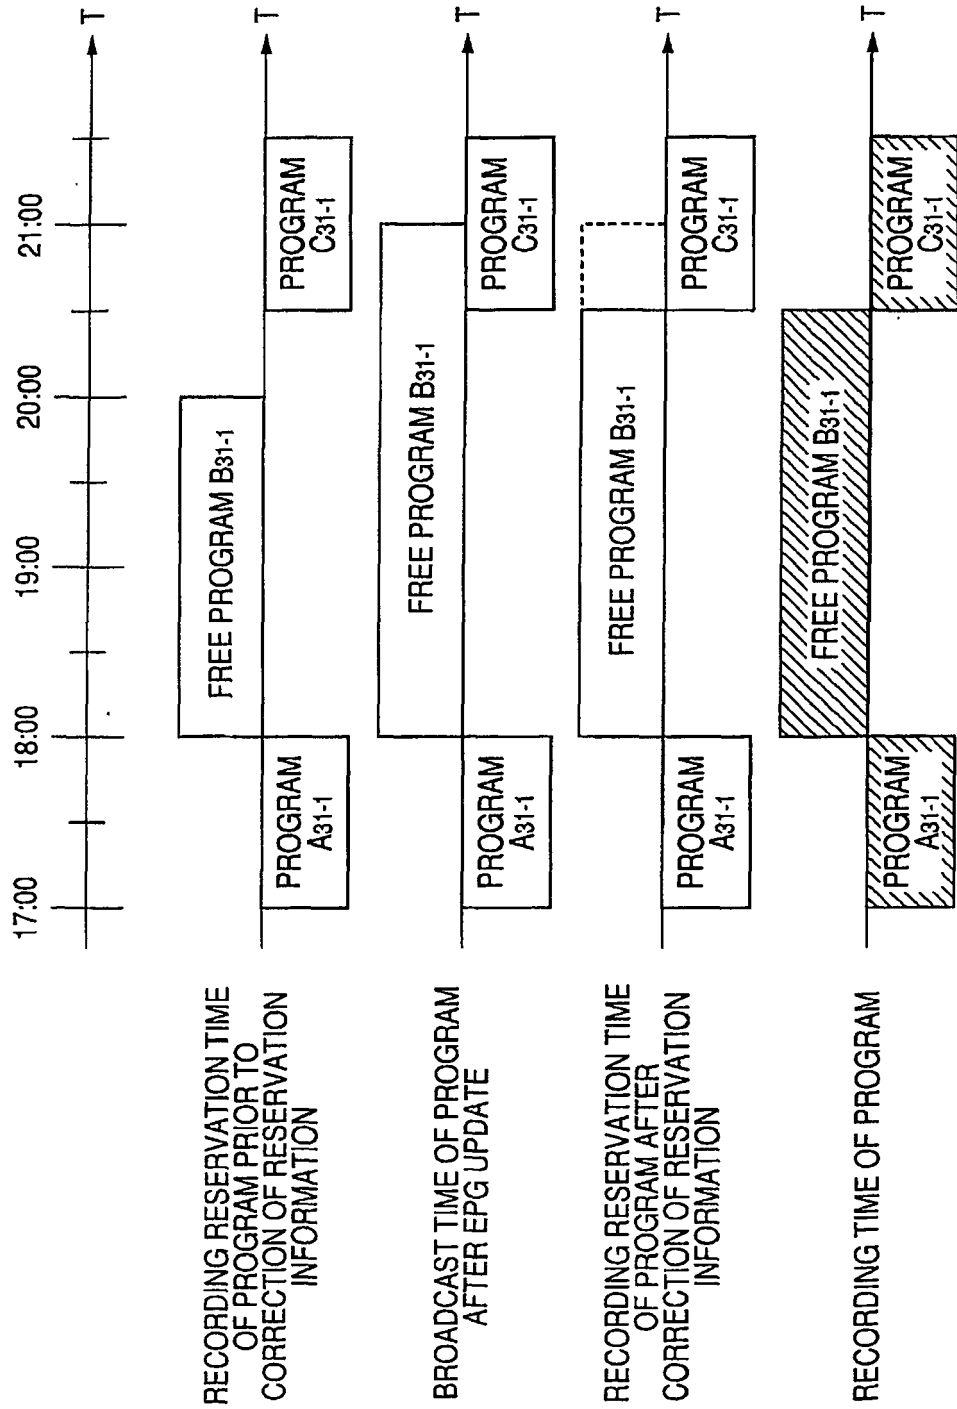 17:00
18:00
19:00
20:00
21:00
T
RECORDING RESERVATION TIME
OF PROGRAM PRIOR TO
CORRECTION OF RESERVATION
INFORMATION
PROGRAM
A31-1
FREE PROGRAM B31-1
PROGRAM
C31-1
T
BROADCAST TIME OF PROGRAM
AFTER EPG UPDATE
PROGRAM
A31-1
FREE PROGRAM B31-1
PROGRAM
C31-1
T
RECORDING RESERVATION TIME
OF PROGRAM AFTER
CORRECTION OF RESERVATION
INFORMATION
PROGRAM
A31-1
FREE PROGRAM B31-1
PROGRAM
C31-1
T
RECORDING TIME OF PROGRAM
PROGRAM
A31-1
FREE PROGRAM B31-1
PROGRAM
C31-1
T